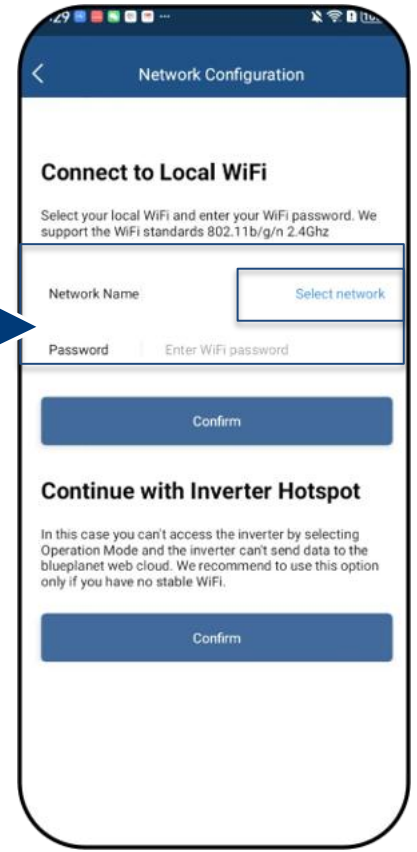 :29
Network Configuration
Connect to Local WiFi
Select your local WiFi and enter your WiFi password. We
support the WiFi standards 802.11b/g/n 2.4Ghz
Network Name Select network
Password Enter WiFi password
Confirm
Continue with Inverter Hotspot
In this case you can't access the inverter by selecting
Operation Mode and the inverter can't send data to the
blueplanet web cloud. We recommend to use this option
only if you have no stable WiFi.
Confirm